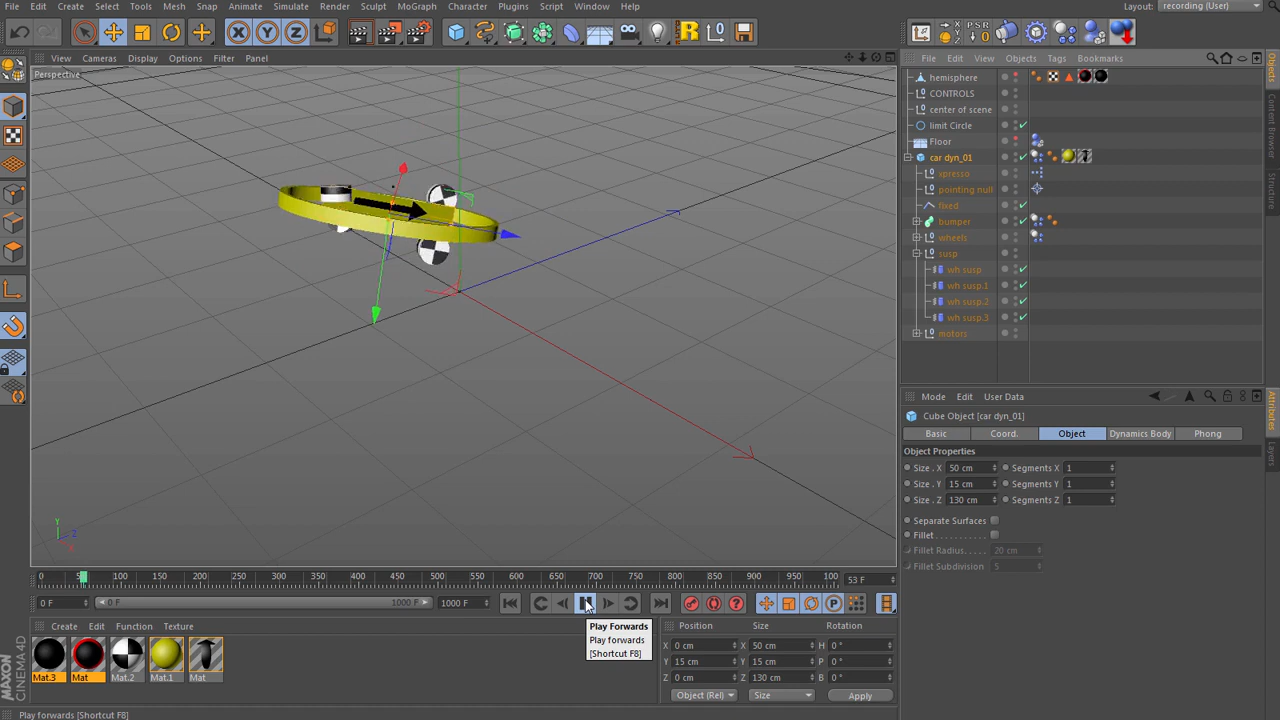 File Edit Create Select Tools Mesh Snap Animate Simulate Render Sculpt MoGraph Character Plugins Script Window Help Layout: recording (User)
View Cameras Display Options Filter Panel
File Edit View Objects Tags Bookmarks
Perspective
hemisphere
CONTROLS
center of scene
limit Circle
Floor
car dyn_01
xpresso
pointing null
fixed
bumper
wheels
susp
wh susp
wh susp.1
wh susp.2
wh susp.3
motors
Objects
Content Browser
Structure
Mode Edit User Data
Cube Object [car dyn_01]
Basic Coord. Object Dynamics Body Phong
Object Properties
Size . X 50 cm Segments X 1
Size . Y 15 cm Segments Y 1
Size . Z 130 cm Segments Z 1
Separate Surfaces
Fillet
Fillet Radius 20 cm
Fillet Subdivision 5
Attributes
Layers
Y
Z
X
0 5 100 150 200 250 300 350 400 450 500 550 600 650 700 750 800 850 900 950 100 53 F
0 F 0 F 1000 F 1000 F
Play Forwards
Play forwards
[Shortcut F8]
Create Edit Function Texture
Mat.3 Mat Mat.2 Mat.1 Mat
Position Size Rotation
X 0 cm X 50 cm H 0 °
Y 15 cm Y 15 cm P 0 °
Z 0 cm Z 130 cm B 0 °
Object (Rel) Size Apply
MAXON
CINEMA 4D
Play forwards [Shortcut F8]